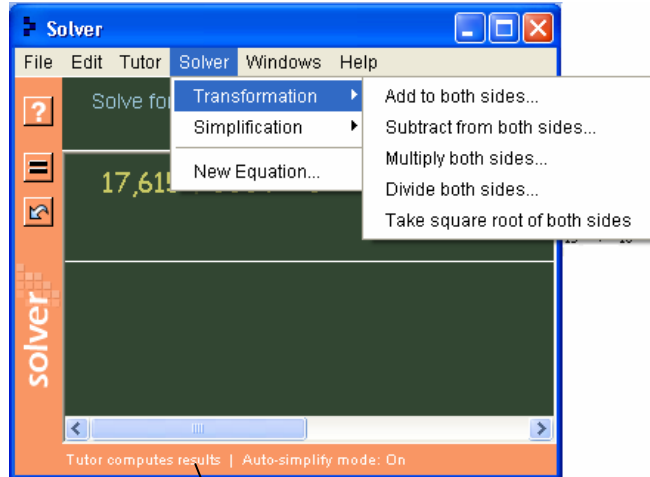 Solver
File Edit Tutor Solver Windows Help
Solve for
Transformation
Simplification
New Equation...
Add to both sides...
Subtract from both sides...
Multiply both sides...
Divide both sides...
Take square root of both sides
?
=
17,615
solver
Tutor computes results | Auto-simplify mode: On